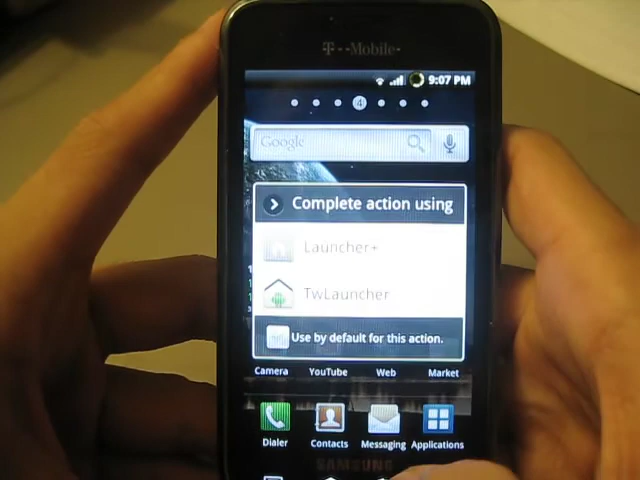 T··Mobile·
9:07 PM
4
Google
Complete action using
Launcher+
TwLauncher
Use by default for this action.
Camera YouTube Web Market
Dialer Contacts Messaging Applications
SAMSUNG